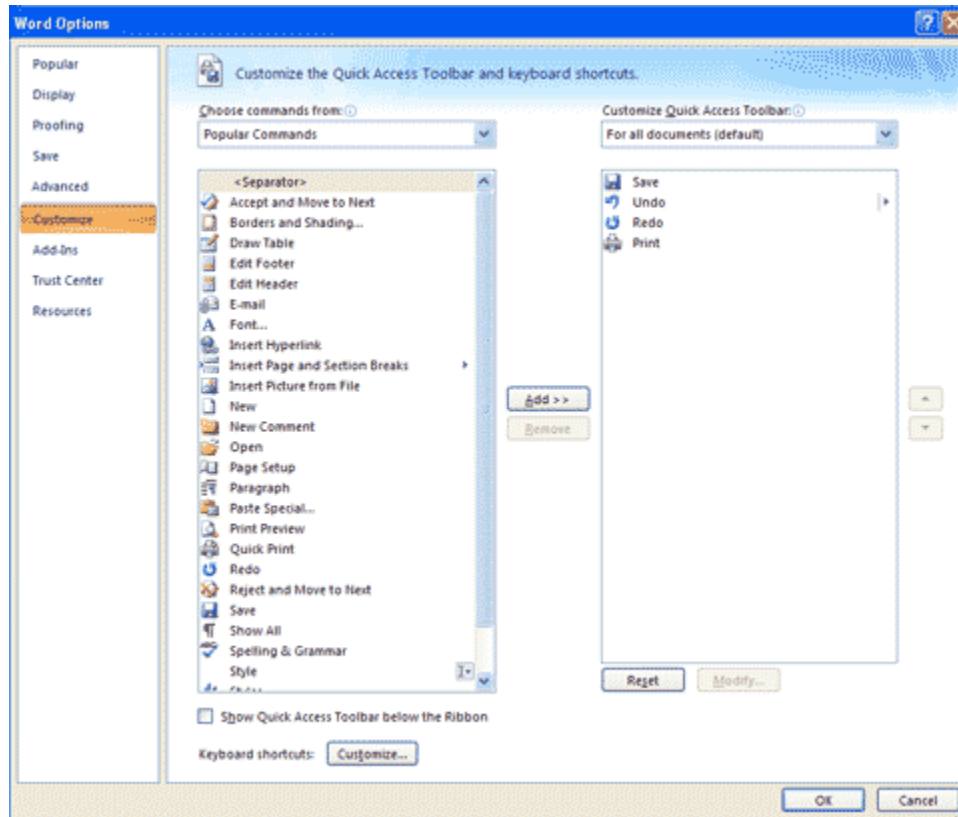 Word Options
Popular
Display
Proofing
Save
Advanced
Customize
Add-Ins
Trust Center
Resources
Customize the Quick Access Toolbar and keyboard shortcuts.
Choose commands from:
Popular Commands
<Separator>
Accept and Move to Next
Borders and Shading...
Draw Table
Edit Footer
Edit Header
E-mail
Font...
Insert Hyperlink
Insert Page and Section Breaks
Insert Picture from File
New
New Comment
Open
Page Setup
Paragraph
Paste Special...
Print Preview
Quick Print
Redo
Reject and Move to Next
Save
Show All
Spelling & Grammar
Style
Add >>
Remove
Customize Quick Access Toolbar:
For all documents (default)
Save
Undo
Redo
Print
Reset
Modify...
Show Quick Access Toolbar below the Ribbon
Keyboard shortcuts:
Customize...
OK
Cancel